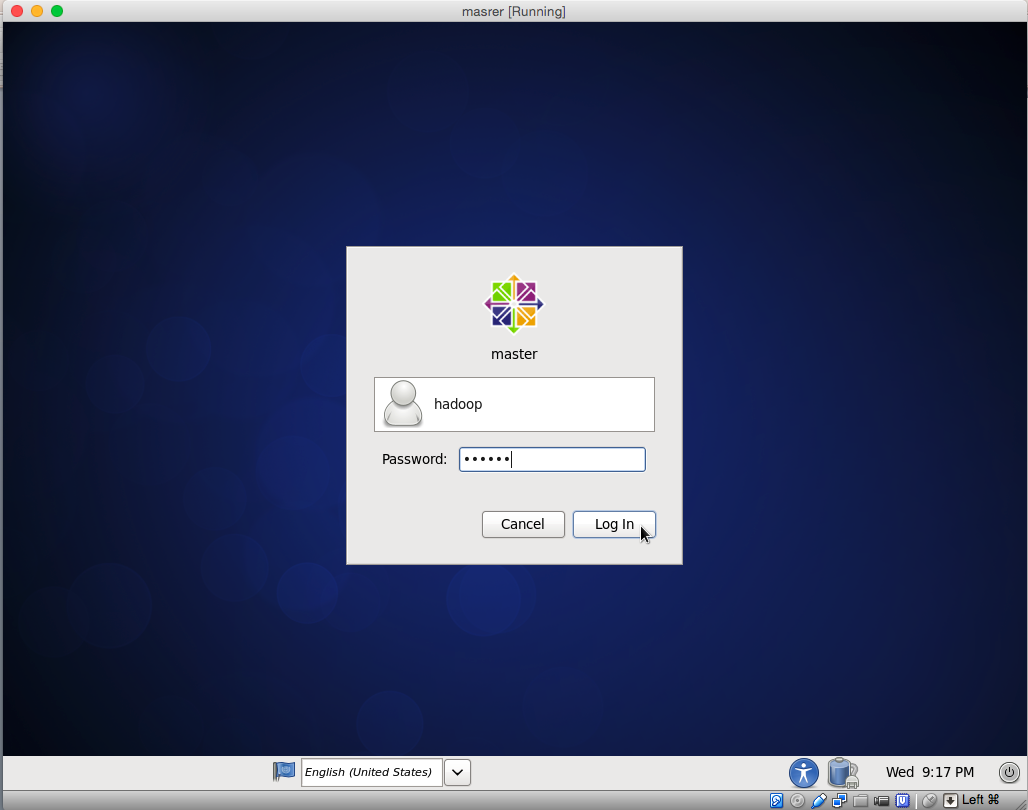 masrer [Running]
master
hadoop
Password: ••••••
Cancel Log In
English (United States) Wed 9:17 PM
Left ⌘